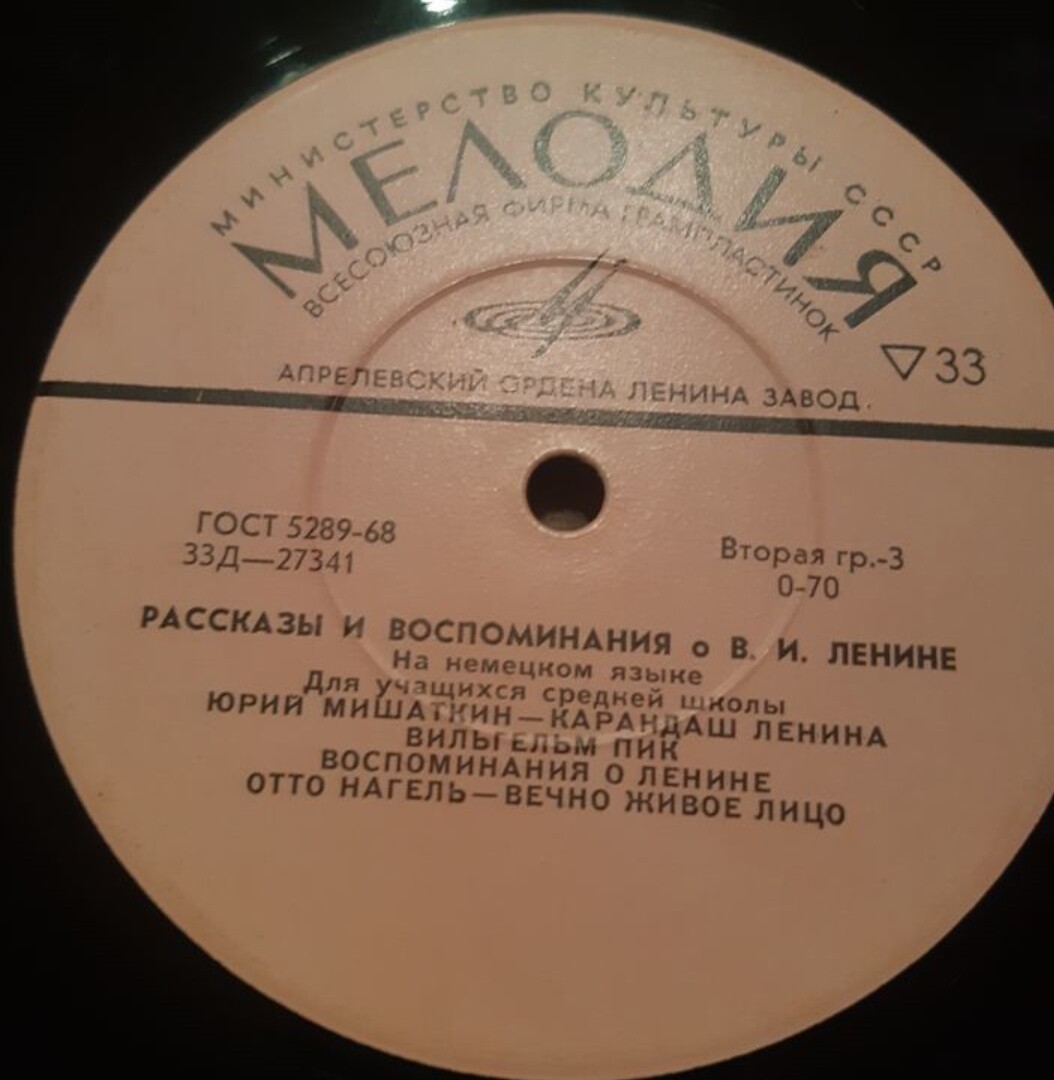 МИНИСТЕРСТВО КУЛЬТУРЫ СССР
МЕЛОДИЯ
ВСЕСОЮЗНАЯ ФИРМА ГРАМПЛАСТИНОК
▽33
АПРЕЛЕВСКИЙ ОРДЕНА ЛЕНИНА ЗАВОД.
ГОСТ 5289-68
33Д—27341
Вторая гр.-3
0-70
РАССКАЗЫ И ВОСПОМИНАНИЯ о В. И. ЛЕНИНЕ
На немецком языке
Для учащихся средней школы
ЮРИЙ МИШАТКИН—КАРАНДАШ ЛЕНИНА
ВИЛЬГЕЛЬМ ПИК
ВОСПОМИНАНИЯ О ЛЕНИНЕ
ОТТО НАГЕЛЬ—ВЕЧНО ЖИВОЕ ЛИЦО